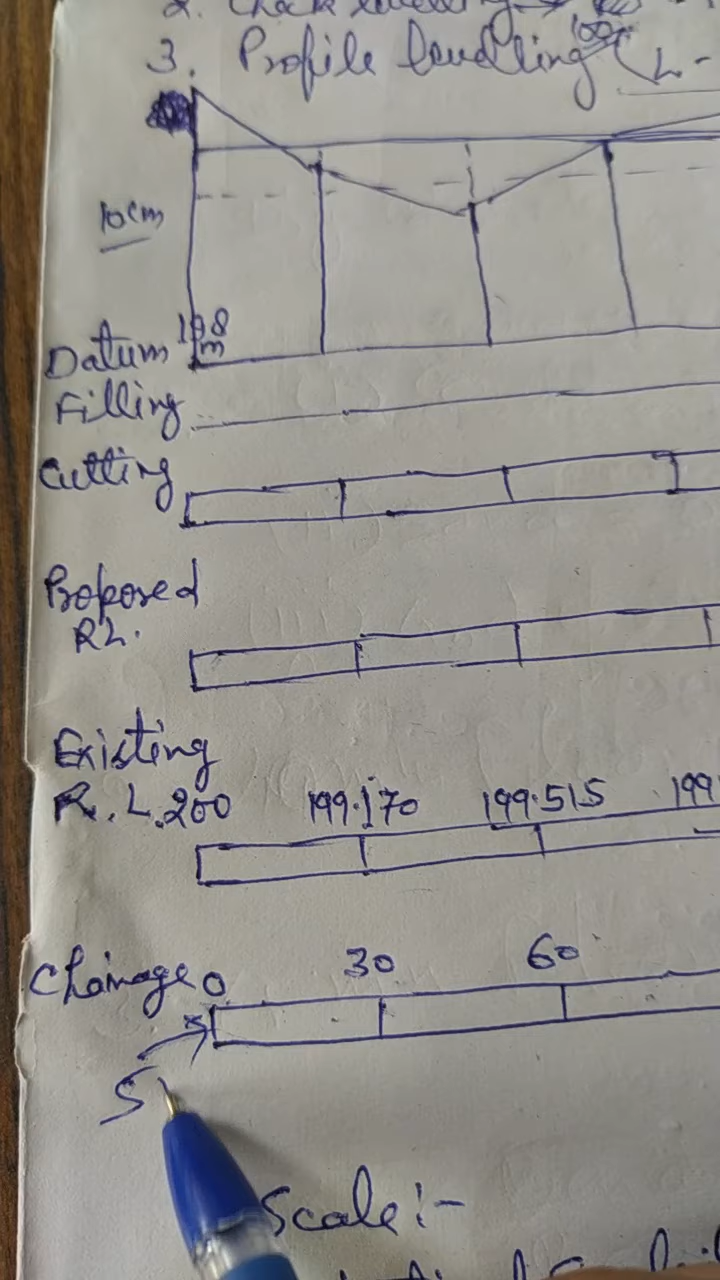 3. Profile levelling (L-
10cm
198
m
Datum
Filling
Cutting
Proposed
R.L.
Existing
R.L. 200 199.170 199.515 199.
Chainage 0 30 60
S
Scale:-